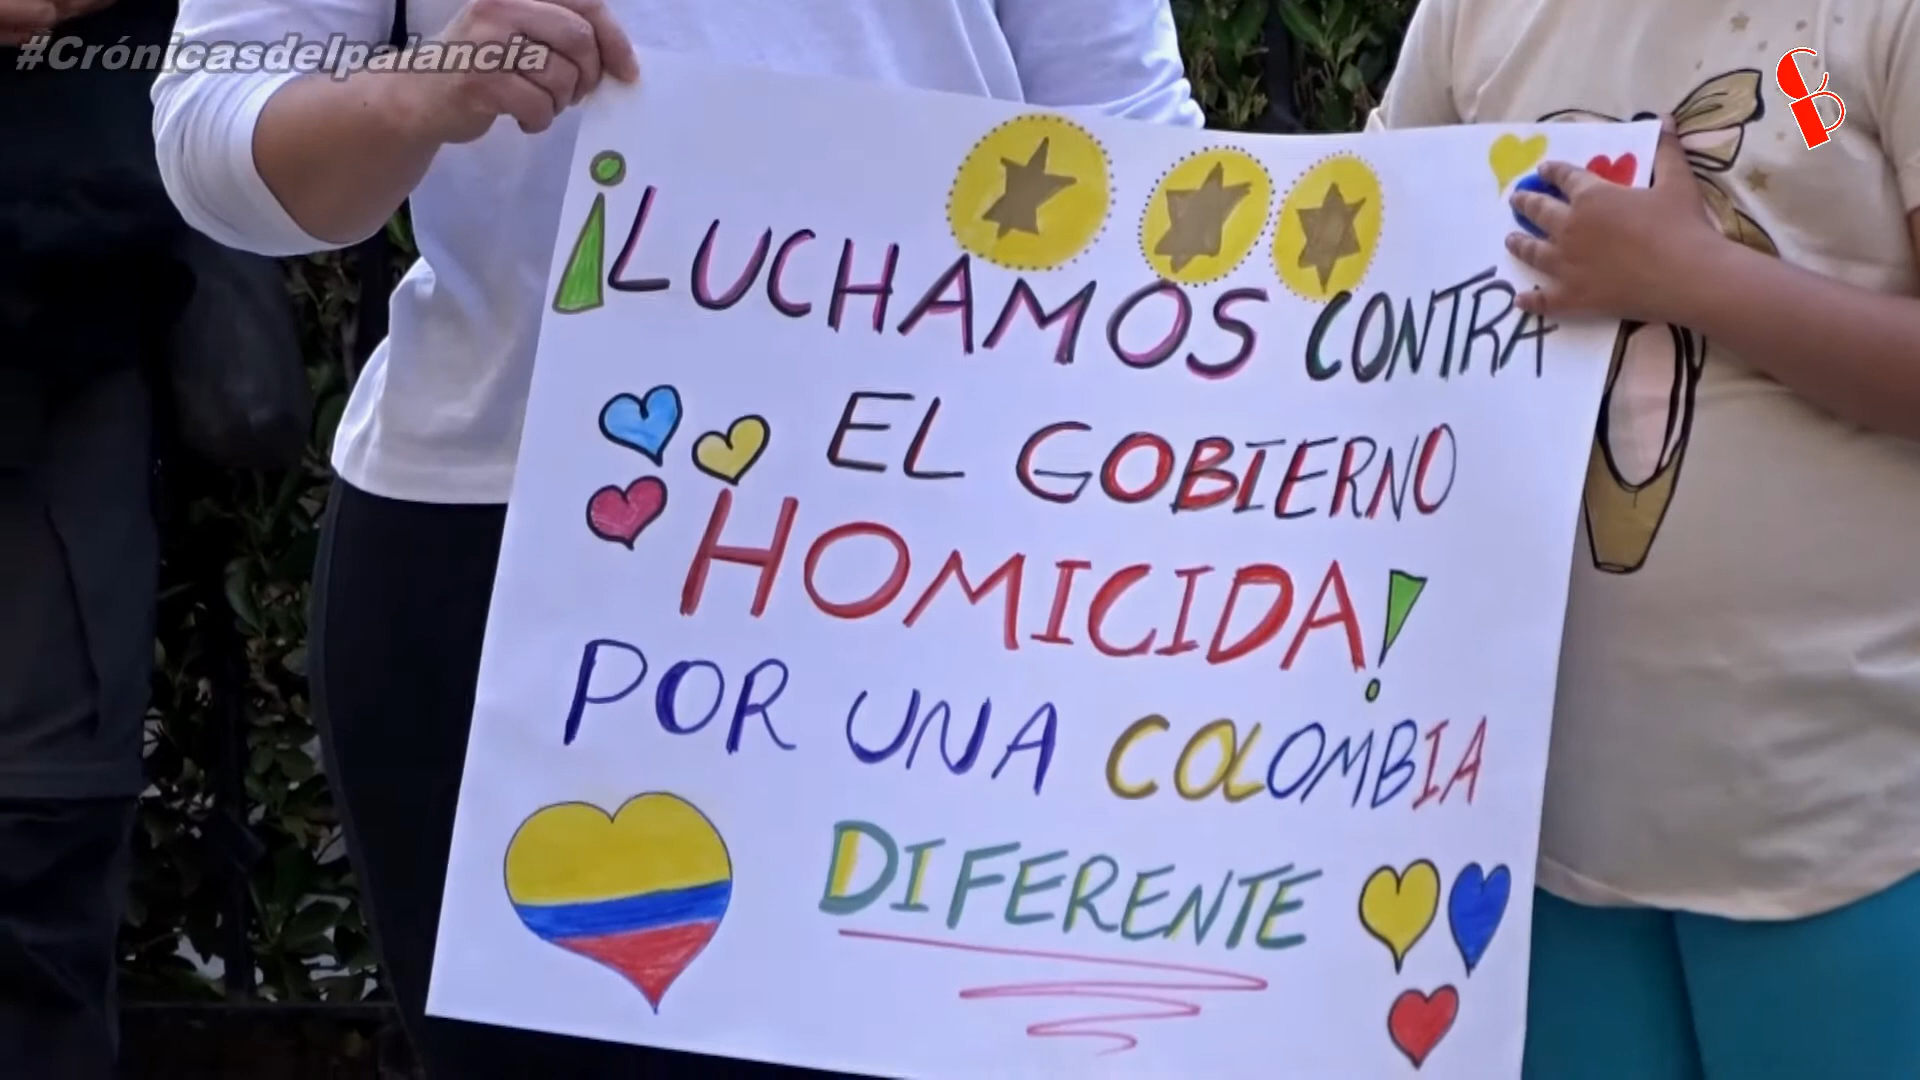 #Crónicasdelpalancia
¡LUCHAMOS CONTRA
EL GOBIERNO
HOMICIDA!
POR UNA COLOMBIA
DIFERENTE